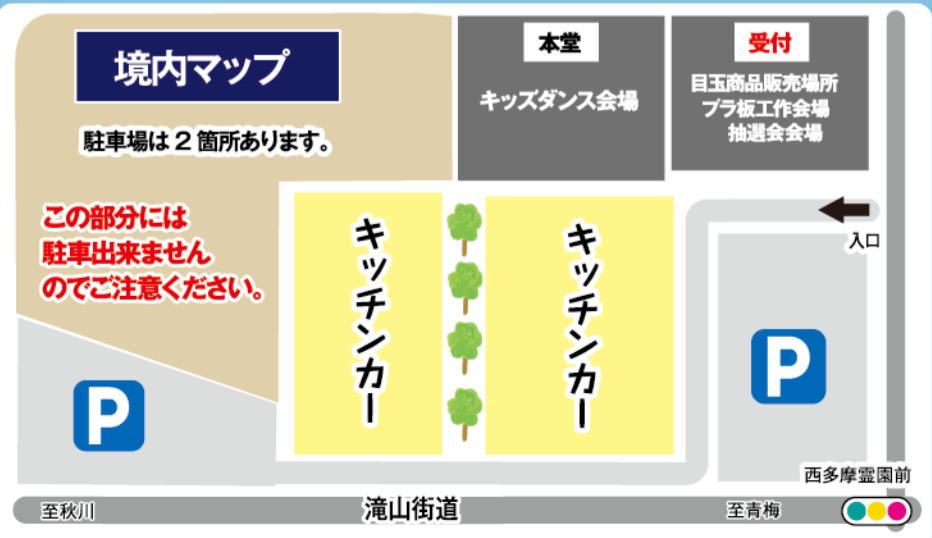 境内マップ
駐車場は2箇所あります。
この部分には
駐車出来ません
のでご注意ください。
本堂
キッズダンス会場
受付
目玉商品販売場所
プラ板工作会場
抽選会会場
キッチンカー
キッチンカー
入口
P
P
西多摩霊園前
至秋川
滝山街道
至青梅